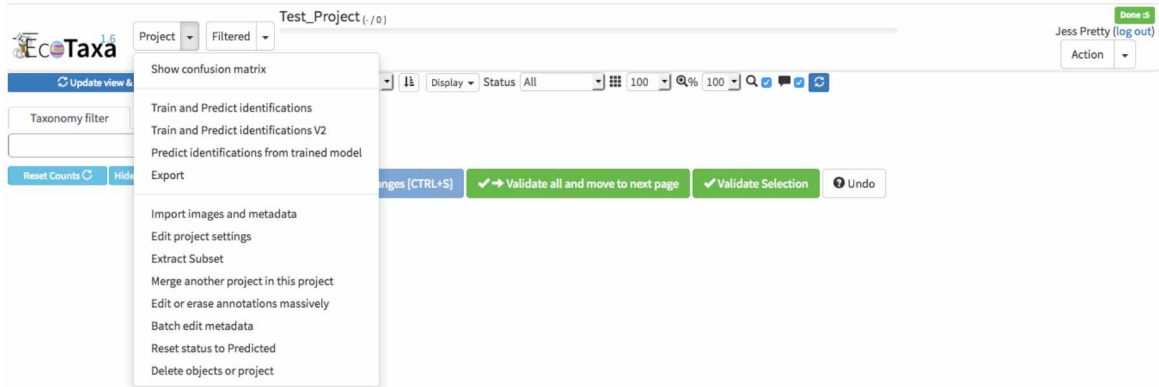 Test_Project (- / 0)
Done :5
EcoTaxa 1.6
Project
Filtered
Jess Pretty (log out)
Action
Show confusion matrix
Update view &
Display
Status
All
100
% 100
Train and Predict identifications
Taxonomy filter
Train and Predict identifications V2
Predict identifications from trained model
Reset Counts
Hide
Export
nges [CTRL+S]
Validate all and move to next page
Validate Selection
Undo
Import images and metadata
Edit project settings
Extract Subset
Merge another project in this project
Edit or erase annotations massively
Batch edit metadata
Reset status to Predicted
Delete objects or project